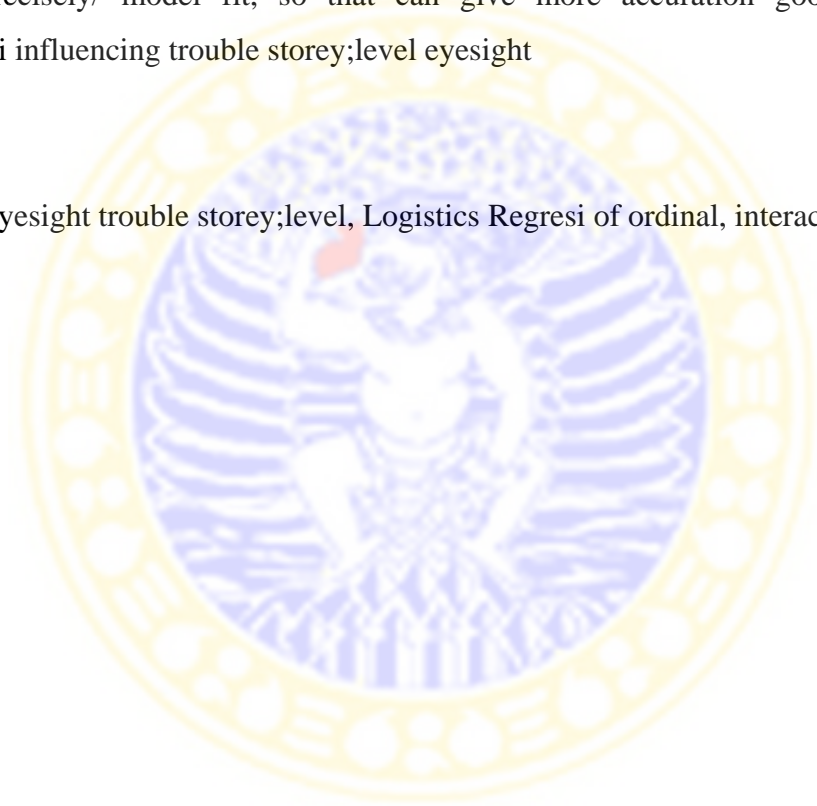 recisely/ model fit, so that can give more accuration goo
i influencing trouble storey;level eyesight
yesight trouble storey;level, Logistics Regresi of ordinal, interac